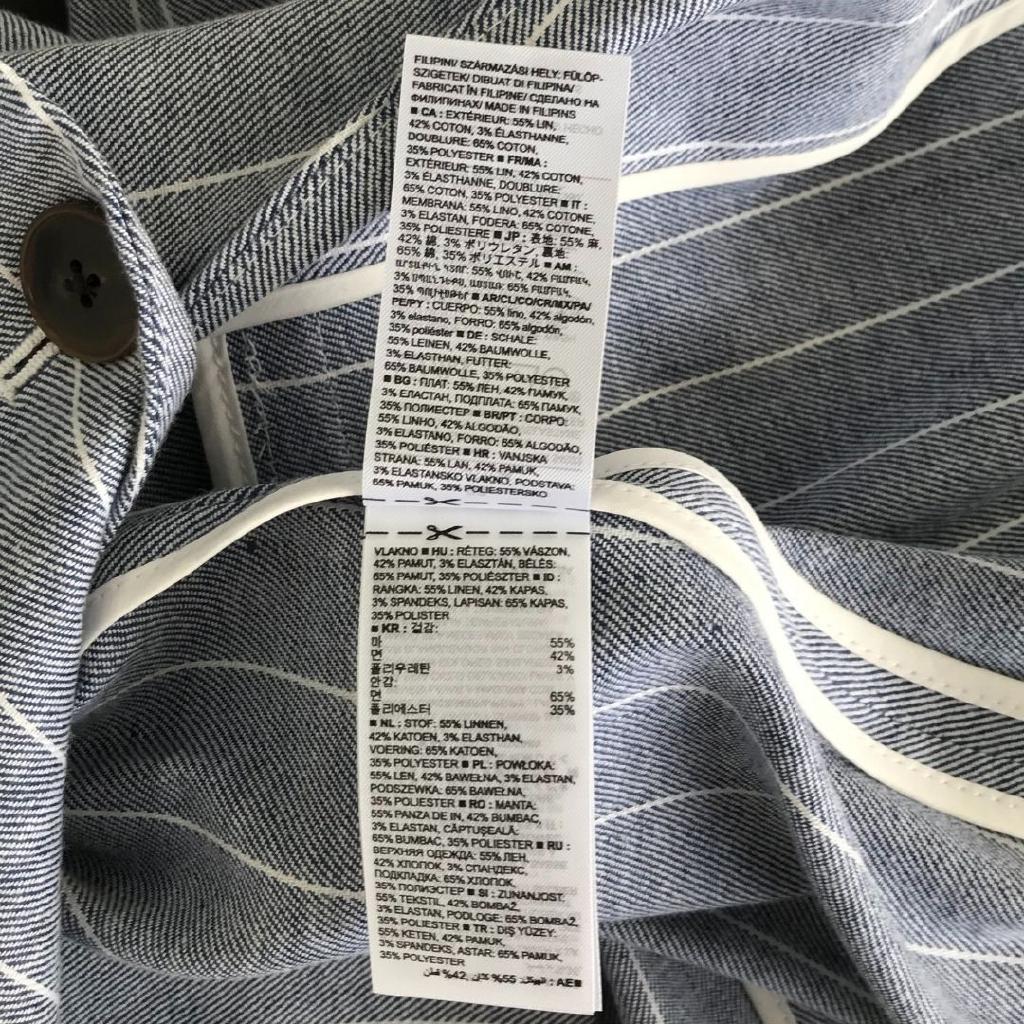 FILIPINI/ SZÁRMAZÁSI HELY: FÜLÖP-
SZIGETEK/ DIBUAT DI FILIPINA/
FABRICAT ÎN FILIPINE/ СДЕЛАНО НА
ФИЛИПИНАХ/ MADE IN FILIPINS
■ CA : EXTÉRIEUR: 55% LIN,
42% COTON, 3% ÉLASTHANNE,
DOUBLURE: 65% COTON,
35% POLYESTER ■ FR/MA :
EXTÉRIEUR: 55% LIN, 42% COTON,
3% ÉLASTHANNE, DOUBLURE:
65% COTON, 35% POLYESTER ■ IT :
MEMBRANA: 55% LINO, 42% COTONE,
3% ELASTAN, FODERA: 65% COTONE,
35% POLIESTERE ■ JP : 表地: 55% 麻,
42% 綿, 3% ポリウレタン, 裏地:
65% 綿, 35% ポリエステル ■ AM :
55% 42%
3% 65%
35% ■ AR/CL/CO/CR/MX/PA/
PE/PY : CUERPO: 55% lino, 42% algodón,
3% elastano, FORRO: 65% algodón,
35% poliéster ■ DE : SCHALE:
55% LEINEN, 42% BAUMWOLLE,
3% ELASTHAN, FUTTER:
65% BAUMWOLLE, 35% POLYESTER
■ BG : ПЛАТ: 55% ЛЕН, 42% ПАМУК,
3% ЕЛАСТАН, ПОДПЛАТА: 65% ПАМУК,
35% ПОЛИЕСТЕР ■ BR/PT : CORPO:
55% LINHO, 42% ALGODÃO,
3% ELASTANO, FORRO: 65% ALGODÃO,
35% POLIÉSTER ■ HR : VANJSKA
STRANA: 55% LAN, 42% PAMUK,
3% ELASTANSKO VLAKNO, PODSTAVA:
65% PAMUK, 35% POLIESTERSKO
VLAKNO ■ HU : RÉTEG: 55% VÁSZON,
42% PAMUT, 3% ELASZTÁN, BÉLÉS:
65% PAMUT, 35% POLIÉSZTER ■ ID :
RANGKA: 55% LINEN, 42% KAPAS,
3% SPANDEKS, LAPISAN: 65% KAPAS,
35% POLISTER
■ KR : 겉감:
마 55%
면 42%
폴리우레탄 3%
안감:
면 65%
폴리에스터 35%
■ NL : STOF: 55% LINNEN,
42% KATOEN, 3% ELASTHAN,
VOERING: 65% KATOEN,
35% POLYESTER ■ PL : POWŁOKA:
55% LEN, 42% BAWEŁNA, 3% ELASTAN,
PODSZEWKA: 65% BAWEŁNA,
35% POLIESTER ■ RO : MANTA:
55% PANZA DE IN, 42% BUMBAC,
3% ELASTAN, CĂPTUŞEALĂ:
65% BUMBAC, 35% POLIESTER ■ RU :
ВЕРХНЯЯ ОДЕЖДА: 55% ЛЕН,
42% ХЛОПОК, 3% СПАНДЕКС,
ПОДКЛАДКА: 65% ХЛОПОК,
35% ПОЛИЭСТЕР ■ SI : ZUNANJOST:
55% TEKSTIL, 42% BOMBAŽ,
3% ELASTAN, PODLOGE: 65% BOMBAŽ,
35% POLIESTER ■ TR : DIŞ YÜZEY:
55% KETEN, 42% PAMUK,
3% SPANDEKS, ASTAR: 65% PAMUK,
35% POLYESTER
■AE : الهيكل: 55% كتان, 42% قطن